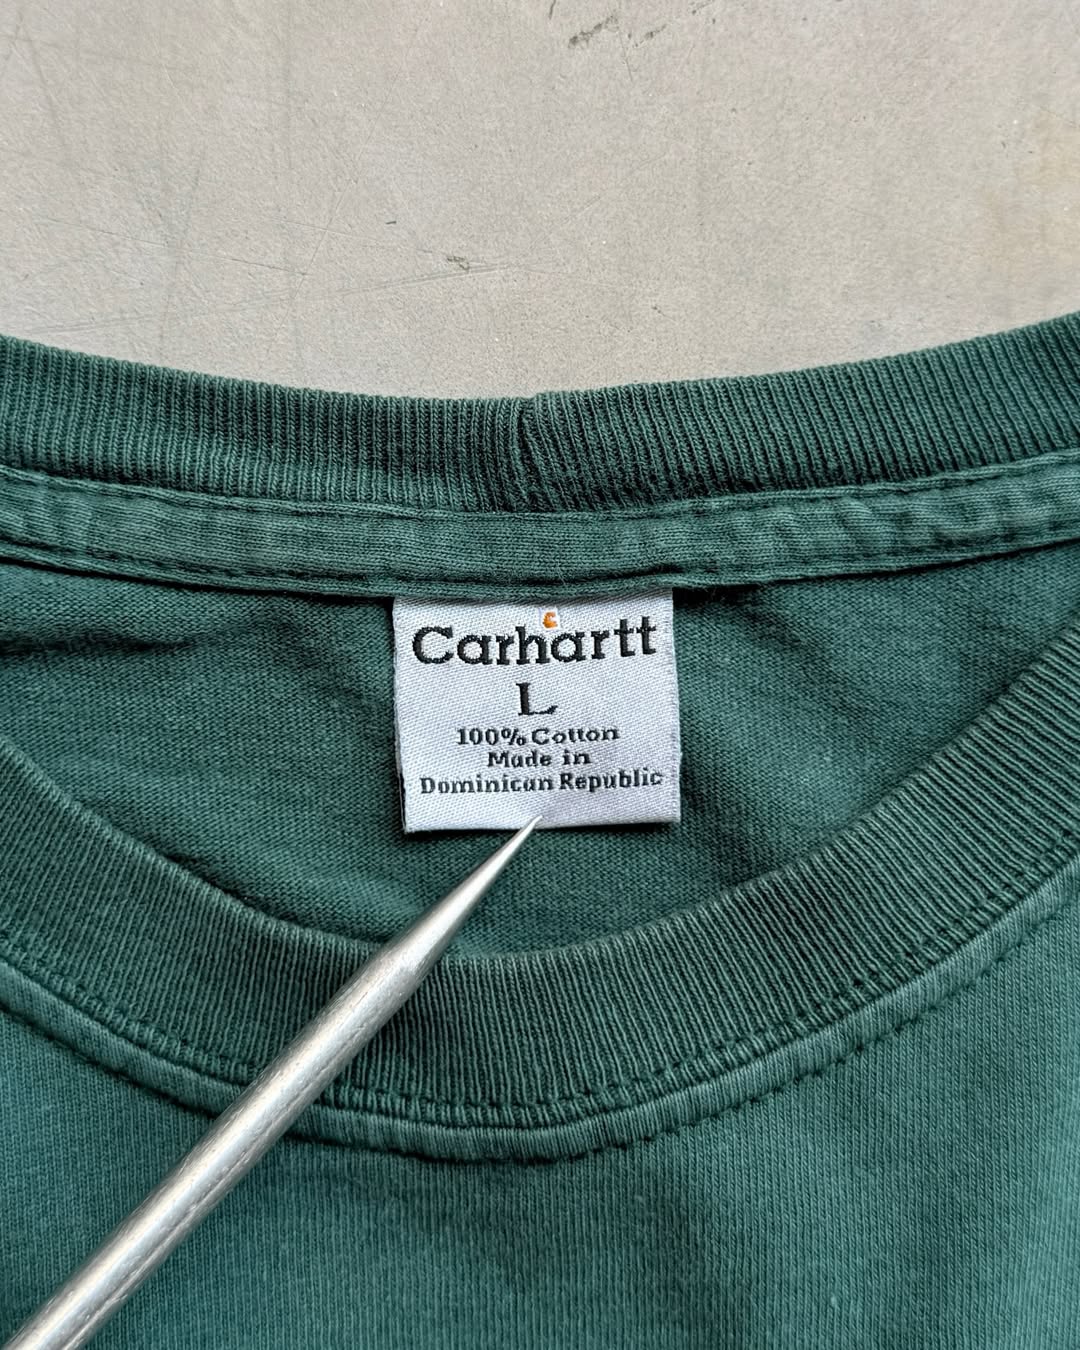 Carhartt
L
100% Cotton
Made in
Dominican Republic